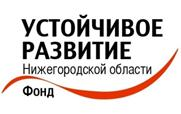 УСТОЙЧИВОЕ
РАЗВИТИЕ
Нижегородской области
Фонд